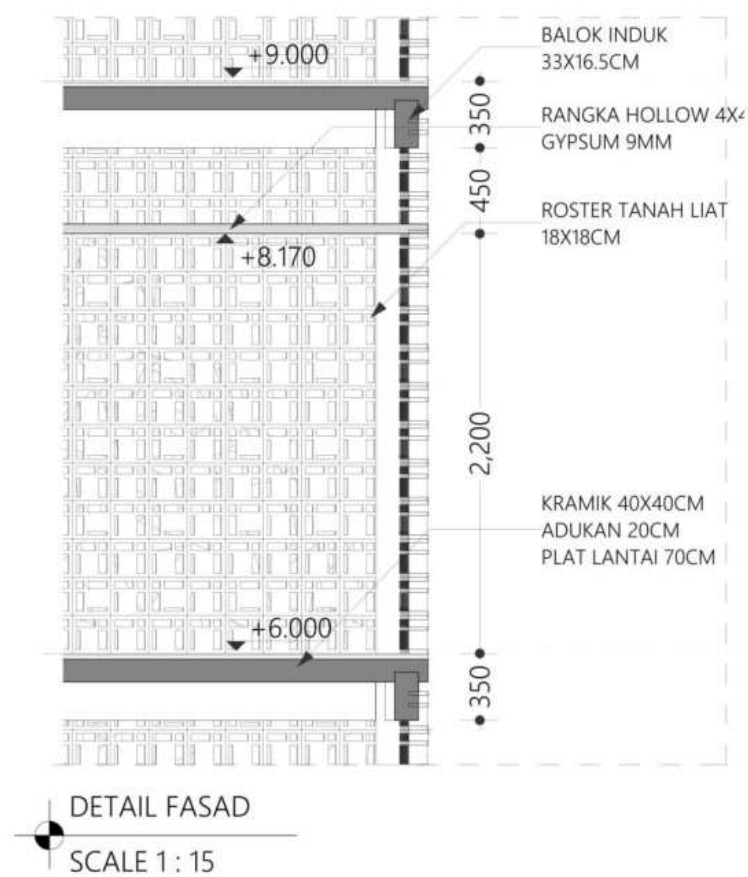 +9.000
BALOK INDUK
33X16.5CM
350
RANGKA HOLLOW 4X4
GYPSUM 9MM
450
ROSTER TANAH LIAT
18X18CM
+8.170
2,200
KRAMIK 40X40CM
ADUKAN 20CM
PLAT LANTAI 70CM
+6.000
350
DETAIL FASAD
SCALE 1 : 15